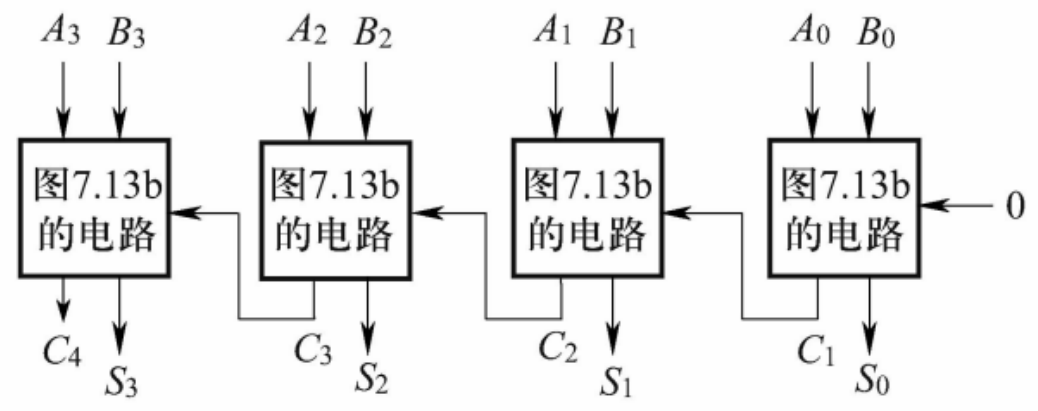 A₃ B₃ A₂ B₂ A₁ B₁ A₀ B₀
图7.13b 图7.13b 图7.13b 图7.13b
的电路 的电路 的电路 的电路 0
C₄ C₃ C₂ C₁
S₃ S₂ S₁ S₀